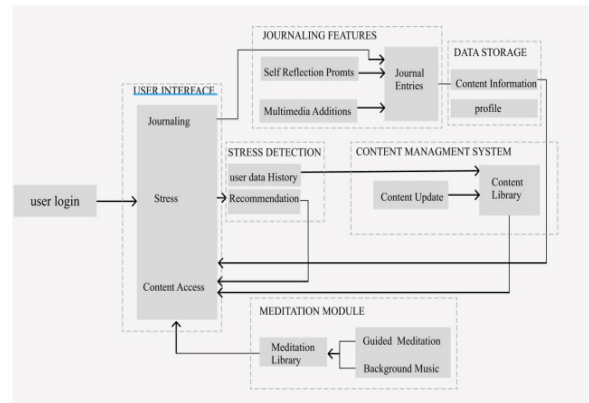 JOURNALING FEATURES
Self Reflection Promts
Multimedia Additions
Journal
Entries
DATA STORAGE
Content Information
profile
USER INTERFACE
Journaling
Stress
Content Access
user login
STRESS DETECTION
user data History
Recommendation
CONTENT MANAGMENT SYSTEM
Content Update
Content
Library
MEDITATION MODULE
Meditation
Library
Guided Meditation
Background Music